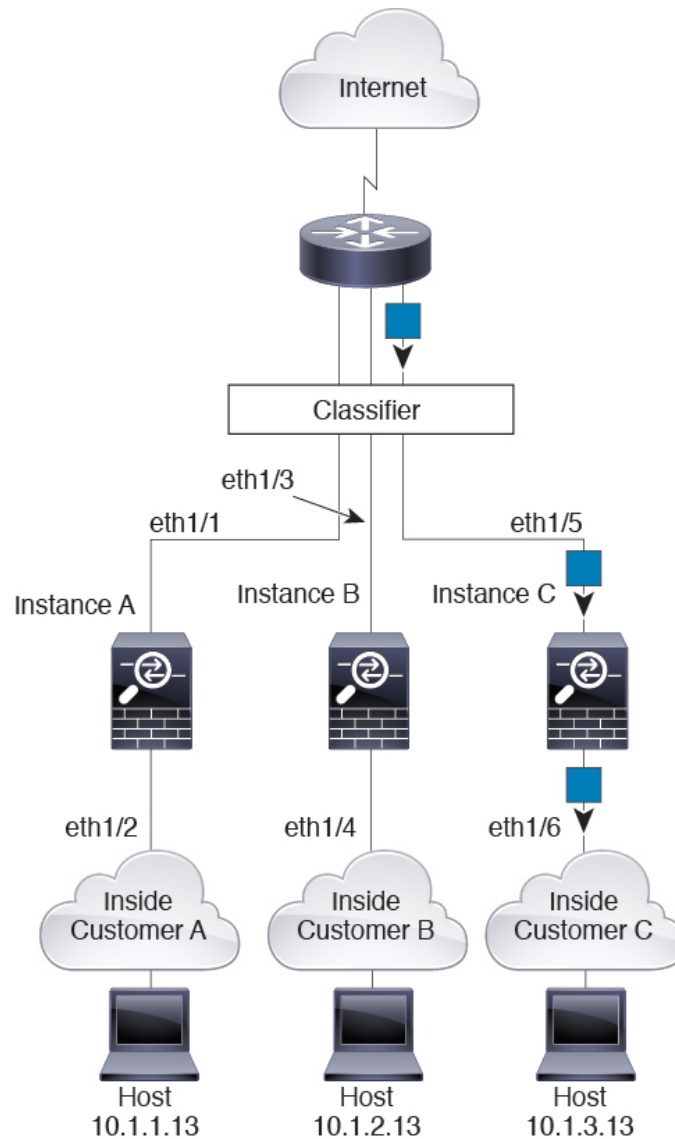 Internet
Classifier
eth1/3
eth1/1
eth1/5
Instance A
Instance B
Instance C
eth1/2
eth1/4
eth1/6
Inside
Customer A
Inside
Customer B
Inside
Customer C
Host
10.1.1.13
Host
10.1.2.13
Host
10.1.3.13